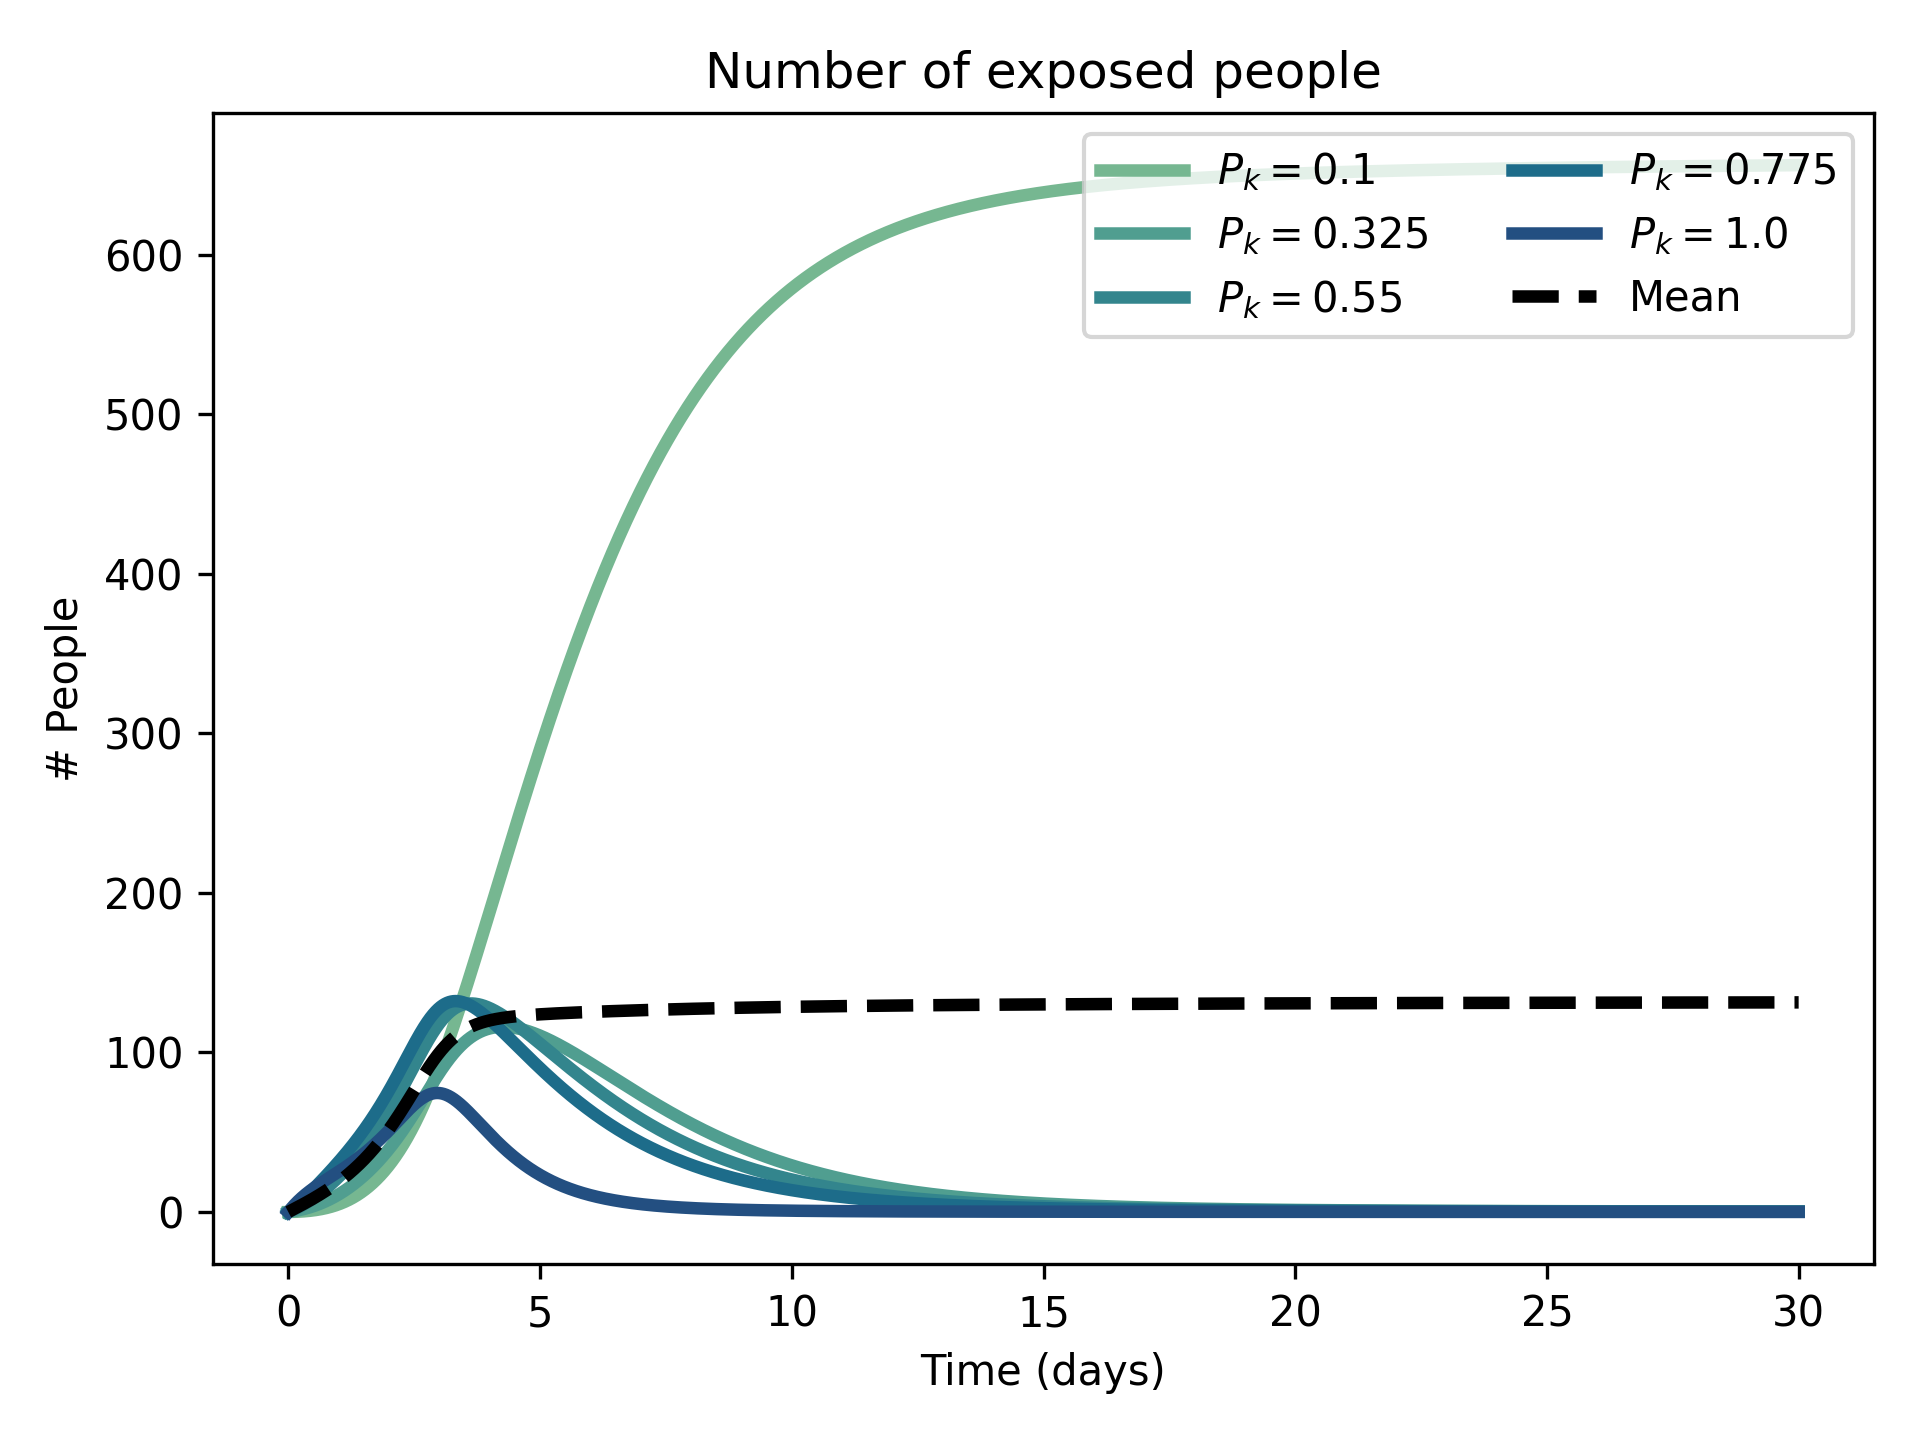 Number of exposed people
P_k = 0.1
P_k = 0.325
P_k = 0.55
P_k = 0.775
P_k = 1.0
Mean
600
500
400
300
200
100
0
# People
0 5 10 15 20 25 30
Time (days)